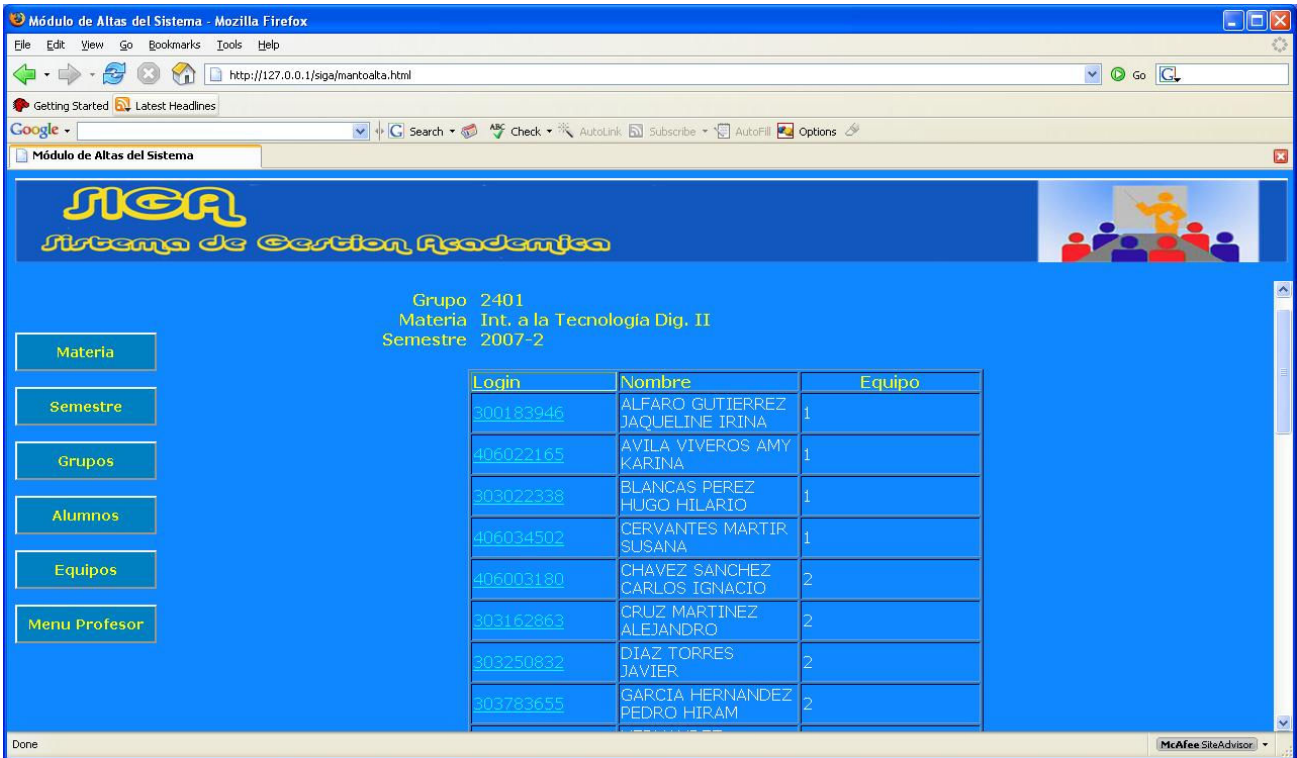 Módulo de Altas del Sistema - Mozilla Firefox
File Edit View Go Bookmarks Tools Help
http://127.0.0.1/siga/mantoalta.html Go
Getting Started Latest Headlines
Google Search ABC Check AutoLink Subscribe AutoFill Options
Módulo de Altas del Sistema
SIGA
Sistema de Gestion Academica
Grupo 2401
Materia Int. a la Tecnología Dig. II
Semestre 2007-2
Materia
Semestre
Grupos
Alumnos
Equipos
Menu Profesor
Login Nombre Equipo
300183946 ALFARO GUTIERREZ 1
JAQUELINE IRINA
406022165 AVILA VIVEROS AMY 1
KARINA
303022338 BLANCAS PEREZ 1
HUGO HILARIO
406034502 CERVANTES MARTIR 1
SUSANA
406003180 CHAVEZ SANCHEZ 2
CARLOS IGNACIO
303162863 CRUZ MARTINEZ 2
ALEJANDRO
303250832 DIAZ TORRES 2
JAVIER
303783655 GARCIA HERNANDEZ 2
PEDRO HIRAM
Done McAfee SiteAdvisor